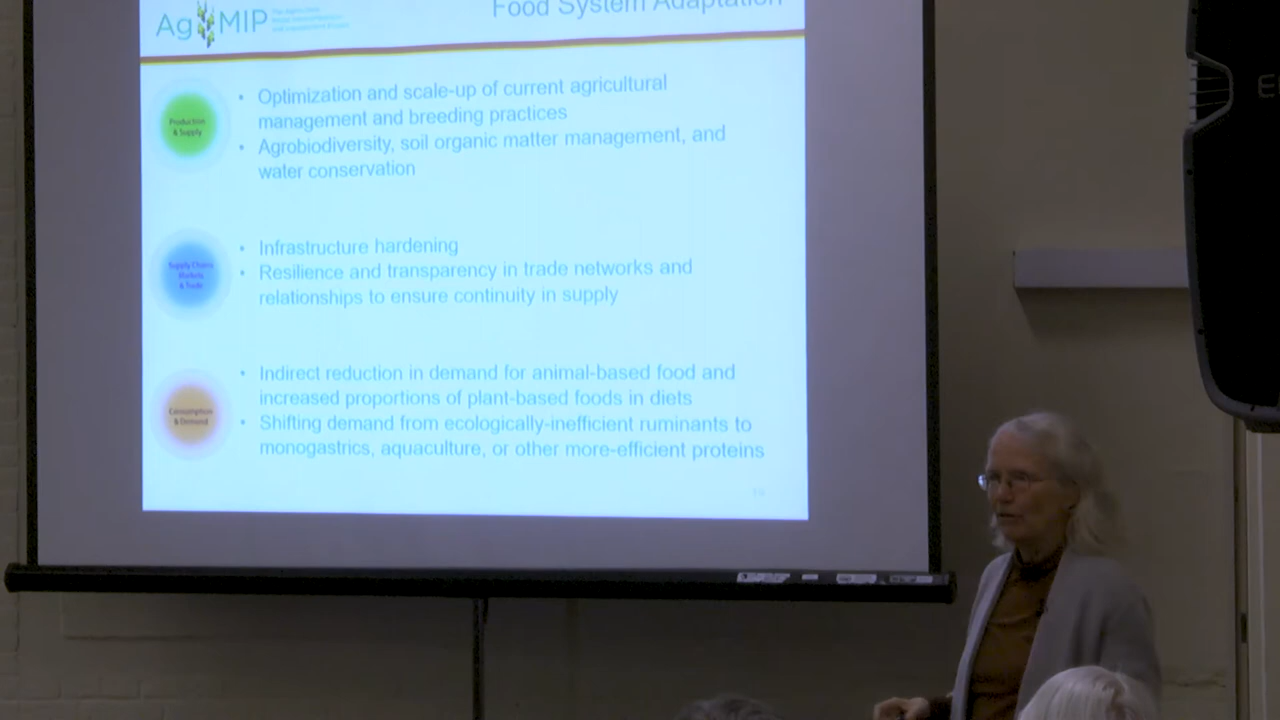 AgMIP
Food System Adaptation
Production
& Supply
• Optimization and scale-up of current agricultural
management and breeding practices
• Agrobiodiversity, soil organic matter management, and
water conservation
Supply Chains
Markets
& Trade
• Infrastructure hardening
• Resilience and transparency in trade networks and
relationships to ensure continuity in supply
Consumption
& Demand
• Indirect reduction in demand for animal-based food and
increased proportions of plant-based foods in diets
• Shifting demand from ecologically-inefficient ruminants to
monogastrics, aquaculture, or other more-efficient proteins